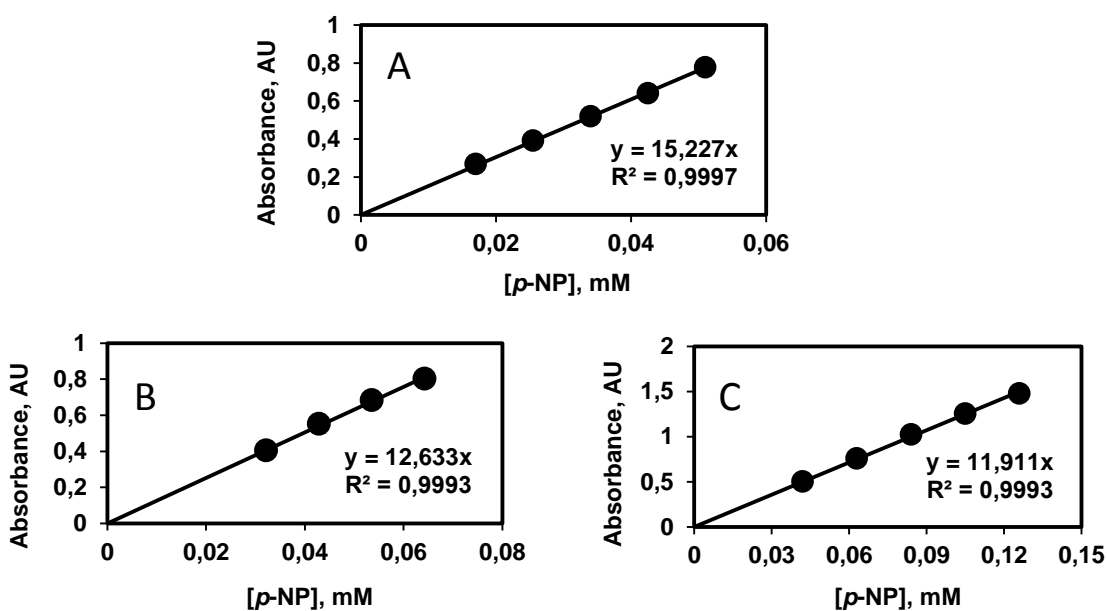 A
Absorbance, AU
1
0,8
0,6
0,4
0,2
0
y = 15,227x
R² = 0,9997
0 0,02 0,04 0,06
[p-NP], mM
B
Absorbance, AU
1
0,8
0,6
0,4
0,2
0
y = 12,633x
R² = 0,9993
0 0,02 0,04 0,06 0,08
[p-NP], mM
C
Absorbance, AU
2
1,5
1
0,5
0
y = 11,911x
R² = 0,9993
0 0,03 0,06 0,09 0,12 0,15
[p-NP], mM